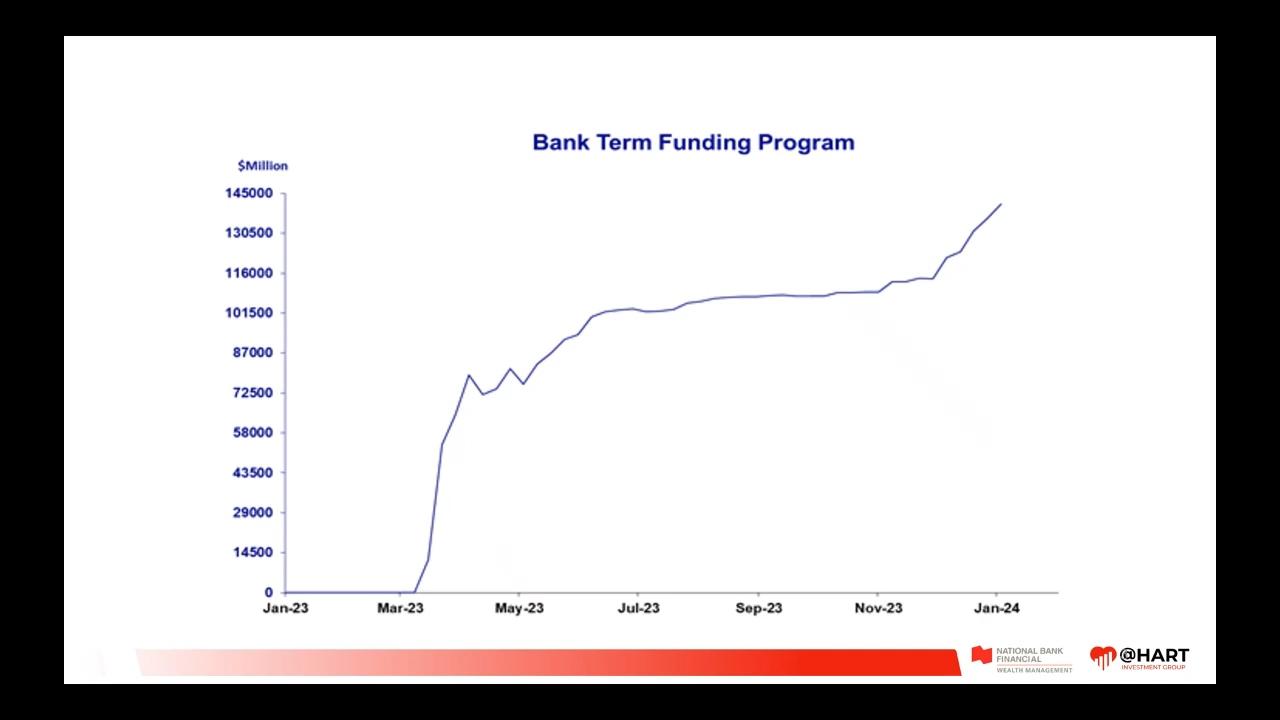 Bank Term Funding Program
$Million
145000
130500
116000
101500
87000
72500
58000
43500
29000
14500
0
Jan-23 Mar-23 May-23 Jul-23 Sep-23 Nov-23 Jan-24
NATIONAL BANK
FINANCIAL
WEALTH MANAGEMENT
@HART
INVESTMENT GROUP